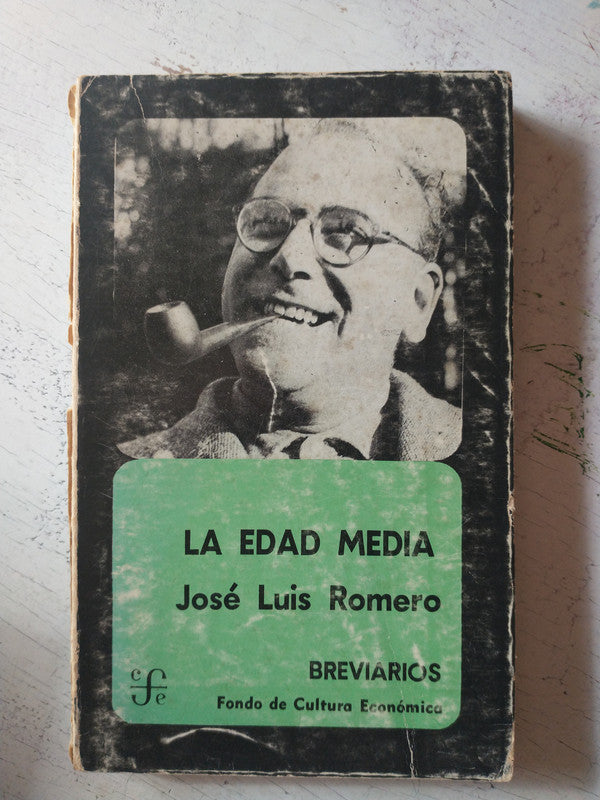 LA EDAD MEDIA
José Luis Romero
BREVIARIOS
c f e
Fondo de Cultura Económica